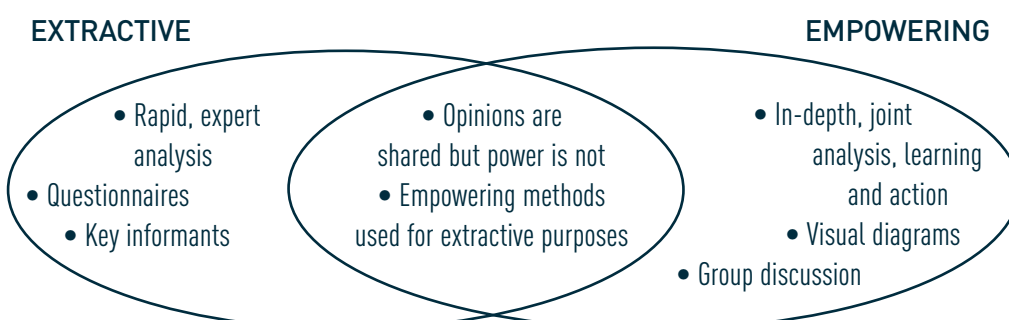 EXTRACTIVE
EMPOWERING
• Rapid, expert
analysis
• Questionnaires
• Key informants
• Opinions are
shared but power is not
• Empowering methods
used for extractive purposes
• In-depth, joint
analysis, learning
and action
• Visual diagrams
• Group discussion